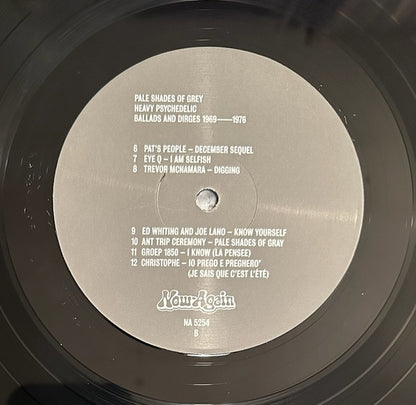 PALE SHADES OF GREY
HEAVY PSYCHEDELIC
BALLADS AND DIRGES 1969——1976
6 PAT'S PEOPLE – DECEMBER SEQUEL
7 EYE Q – I AM SELFISH
8 TREVOR MCNAMARA – DIGGING
9 ED WHITING AND JOE LANO – KNOW YOURSELF
10 ANT TRIP CEREMONY – PALE SHADES OF GRAY
11 GROEP 1850 – I KNOW (LA PENSEE)
12 CHRISTOPHE – IO PREGO E PREGHERO'
(JE SAIS QUE C'EST L'ÉTÉ)
Now-Again
NA 5254
B